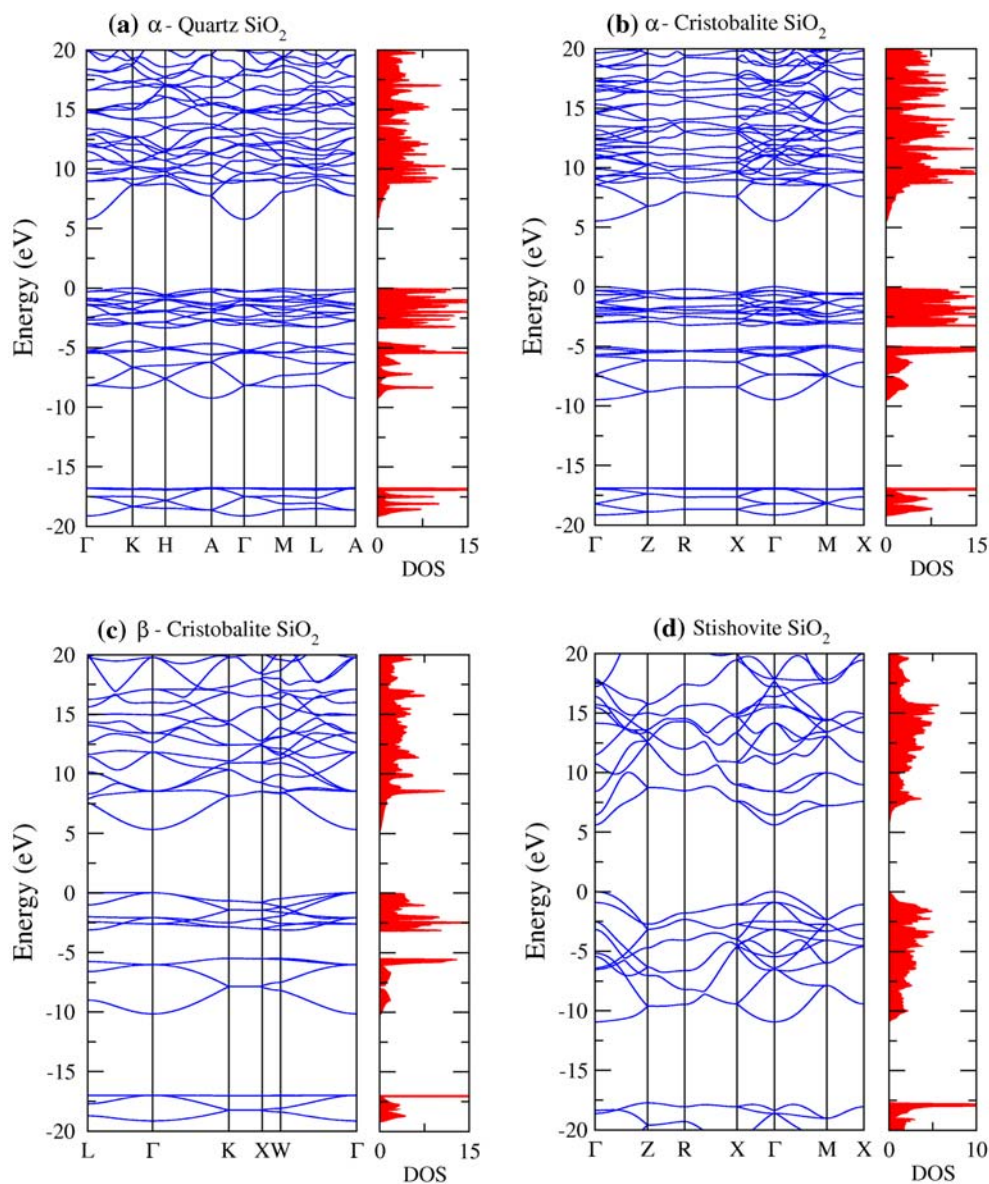 (a) α - Quartz SiO₂
20
15
10
5
0
-5
-10
-15
-20
Energy (eV)
Γ K H A Γ M L A
0 15
DOS
(b) α - Cristobalite SiO₂
20
15
10
5
0
-5
-10
-15
-20
Energy (eV)
Γ Z R X Γ M X
0 15
DOS
(c) β - Cristobalite SiO₂
20
15
10
5
0
-5
-10
-15
-20
Energy (eV)
L Γ K X W Γ
0 15
DOS
(d) Stishovite SiO₂
20
15
10
5
0
-5
-10
-15
-20
Energy (eV)
Γ Z R X Γ M X
0 10
DOS